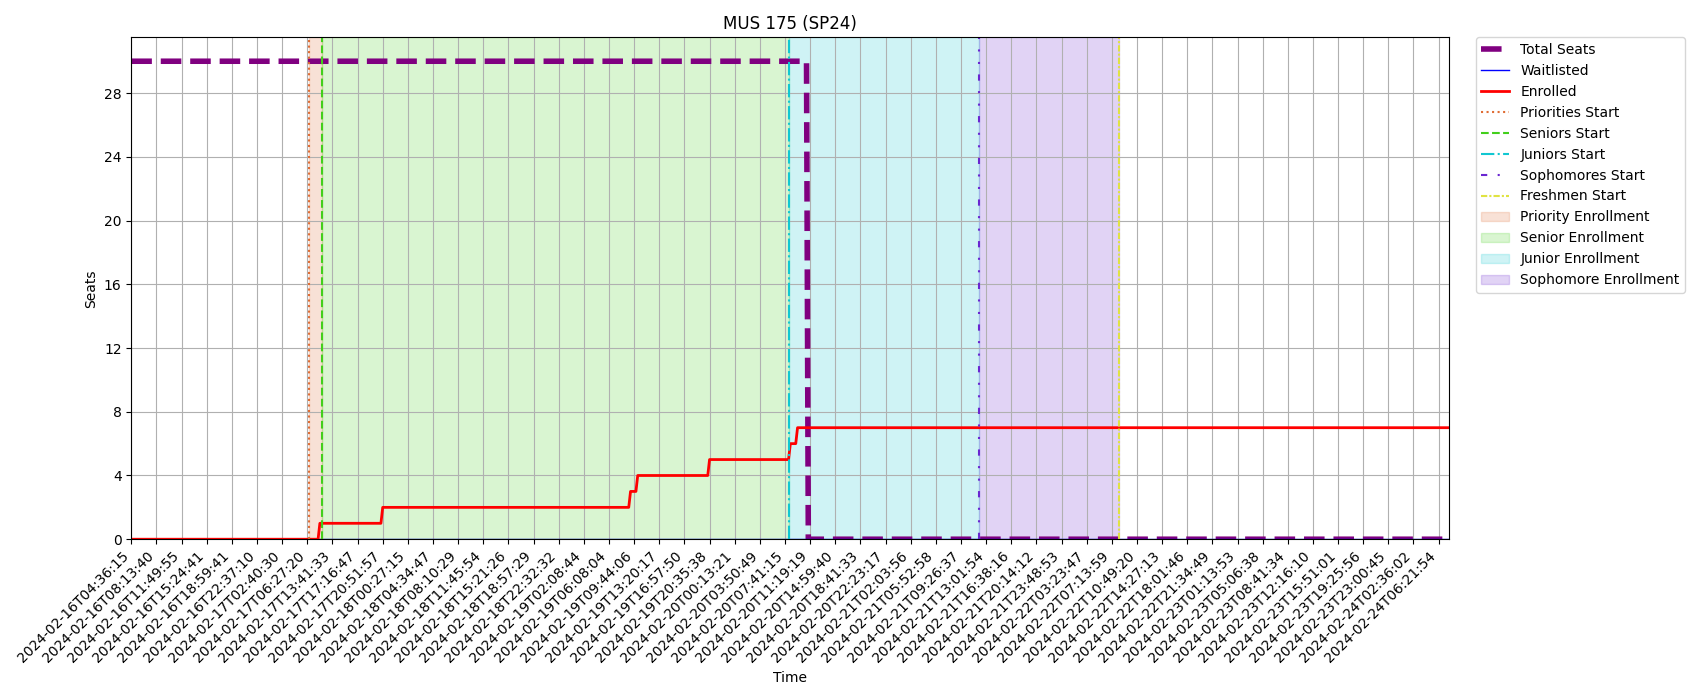 MUS 175 (SP24)
Seats
28
24
20
16
12
8
4
0
2024-02-16T04:36:15
2024-02-16T08:13:40
2024-02-16T11:49:55
2024-02-16T15:24:41
2024-02-16T18:59:41
2024-02-16T22:37:10
2024-02-17T02:40:30
2024-02-17T06:27:20
2024-02-17T13:41:33
2024-02-17T17:16:47
2024-02-17T20:51:57
2024-02-18T00:27:15
2024-02-18T04:34:47
2024-02-18T08:10:29
2024-02-18T11:45:54
2024-02-18T15:21:26
2024-02-18T18:57:29
2024-02-18T22:32:32
2024-02-19T02:08:44
2024-02-19T06:08:04
2024-02-19T09:44:06
2024-02-19T13:20:17
2024-02-19T16:57:50
2024-02-19T20:35:38
2024-02-20T00:13:21
2024-02-20T03:50:49
2024-02-20T07:41:15
2024-02-20T11:19:19
2024-02-20T14:59:40
2024-02-20T18:41:33
2024-02-20T22:23:17
2024-02-21T02:03:56
2024-02-21T05:52:58
2024-02-21T09:26:37
2024-02-21T13:01:54
2024-02-21T16:38:16
2024-02-21T20:14:12
2024-02-21T23:48:53
2024-02-22T03:23:47
2024-02-22T07:13:59
2024-02-22T10:49:20
2024-02-22T14:27:13
2024-02-22T18:01:46
2024-02-22T21:34:49
2024-02-23T01:13:53
2024-02-23T05:06:38
2024-02-23T08:41:34
2024-02-23T12:16:10
2024-02-23T15:51:01
2024-02-23T19:25:56
2024-02-23T23:00:45
2024-02-24T02:36:02
2024-02-24T06:21:54
Time
Total Seats
Waitlisted
Enrolled
Priorities Start
Seniors Start
Juniors Start
Sophomores Start
Freshmen Start
Priority Enrollment
Senior Enrollment
Junior Enrollment
Sophomore Enrollment